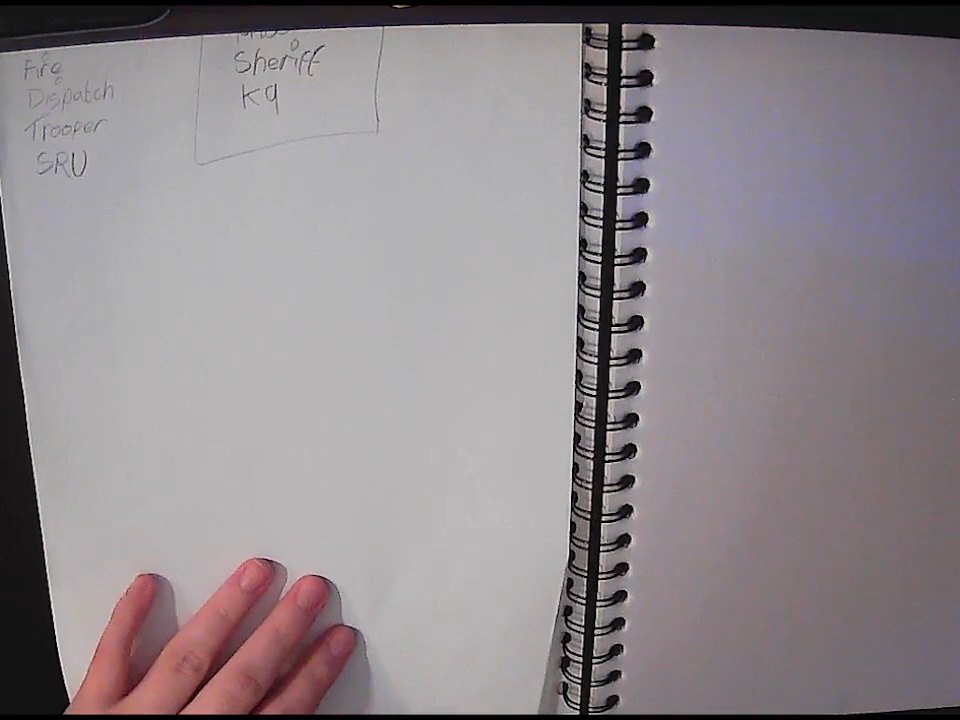 Fire
Dispatch
Trooper
SRU
Sheriff
K9